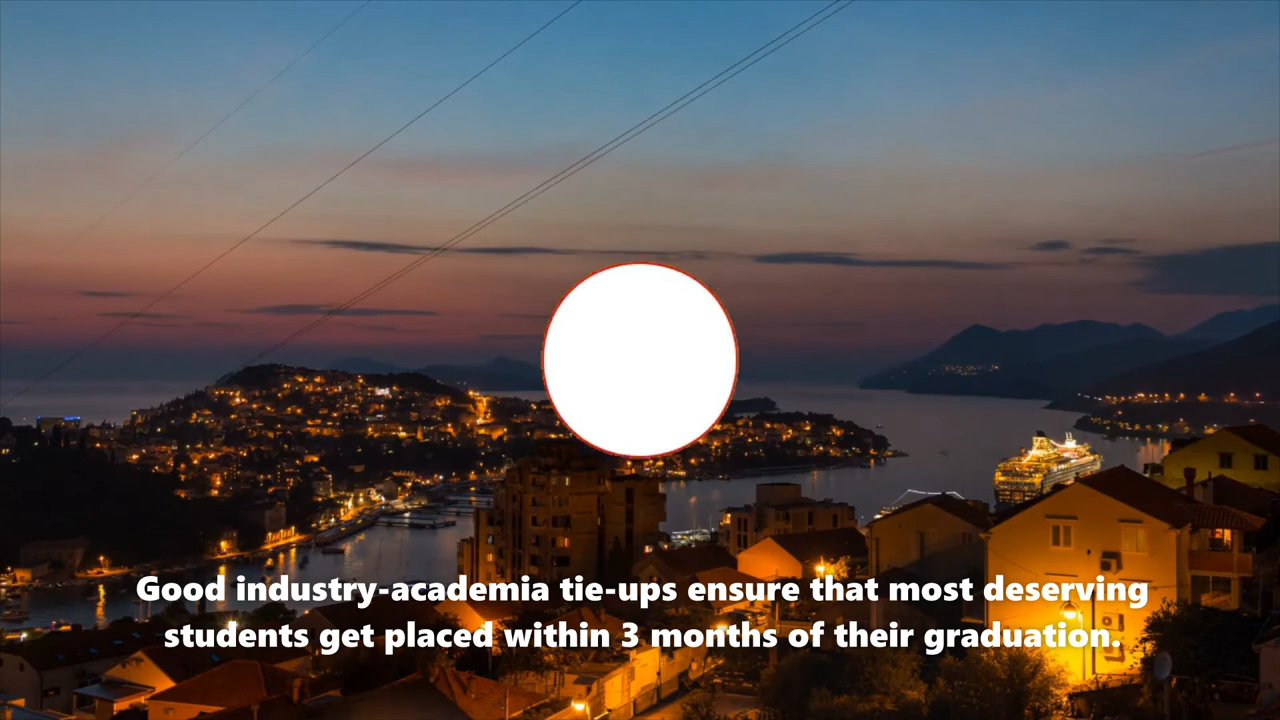 Good industry-academia tie-ups ensure that most deserving
students get placed within 3 months of their graduation.